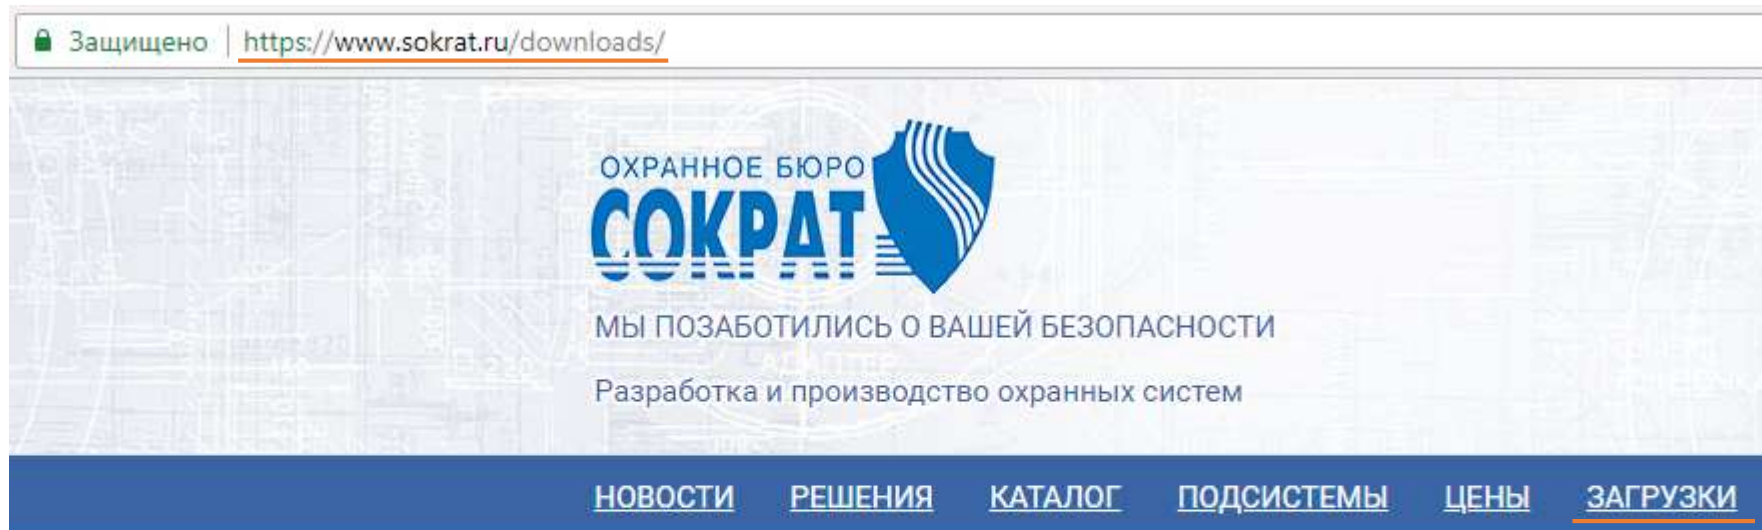 Защищено | https://www.sokrat.ru/downloads/
ОХРАННОЕ БЮРО
СОКРАТ
МЫ ПОЗАБОТИЛИСЬ О ВАШЕЙ БЕЗОПАСНОСТИ
АДАПТЕР
Разработка и производство охранных систем
НОВОСТИ РЕШЕНИЯ КАТАЛОГ ПОДСИСТЕМЫ ЦЕНЫ ЗАГРУЗКИ